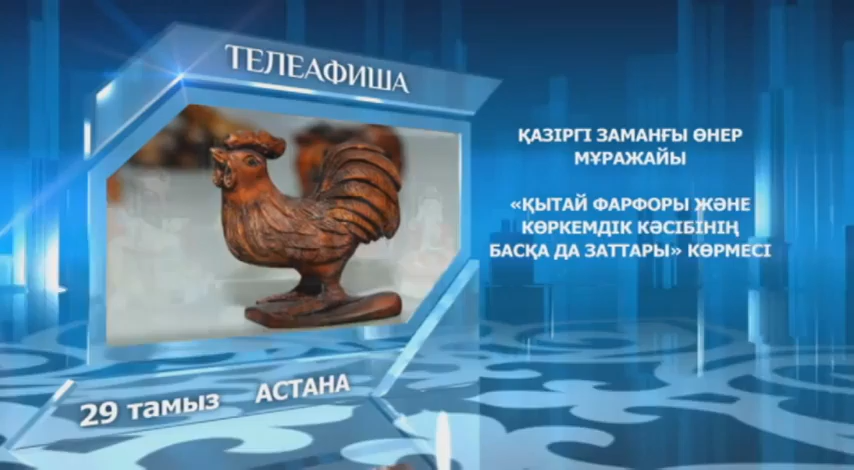 ТЕЛЕАФИША
ҚАЗІРГІ ЗАМАНҒЫ ӨНЕР
МҰРАЖАЙЫ
«ҚЫТАЙ ФАРФОРЫ ЖӘНЕ
КӨРКЕМДІК КӘСІБІНІҢ
БАСҚА ДА ЗАТТАРЫ» КӨРМЕСІ
29 тамыз АСТАНА